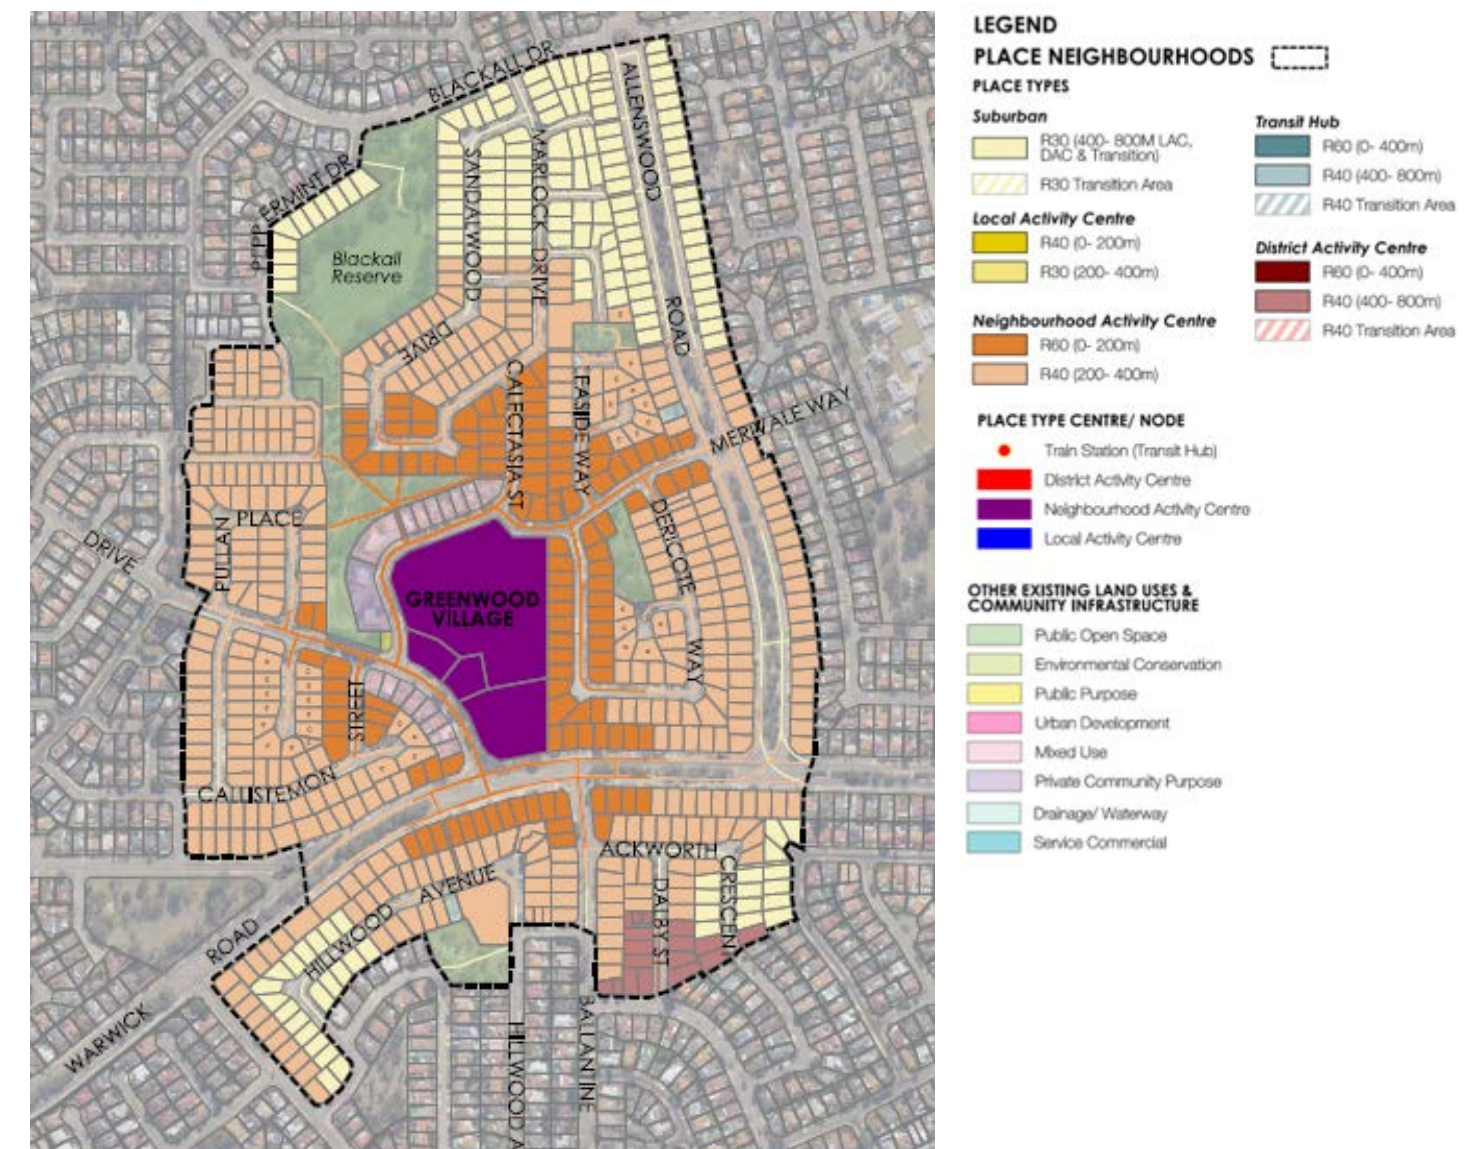 BLACKALL DR
ALLENSWOOD
ERMINT DR
PEPP
SANDALWOOD
MARLOCK DRIVE
Blackall
Reserve
DRIVE
ROAD
CALECTASIA ST
LEASIDE WAY
MERIVALE WAY
PULLAN
PLACE
DRIVE
DERICOTE
WAY
GREENWOOD
VILLAGE
STREET
CALLISTEMON
ACKWORTH
CRESCEN
DALBY ST
AVENUE
HILLWOOD
ROAD
WARWICK
HILLWOOD A
BALLANTINE
LEGEND
PLACE NEIGHBOURHOODS
PLACE TYPES
Suburban
R30 (400- 800M LAC,
DAC & Transition)
R30 Transition Area
Local Activity Centre
R40 (0- 200m)
R30 (200- 400m)
Neighbourhood Activity Centre
R60 (0- 200m)
R40 (200- 400m)
Transit Hub
R60 (0- 400m)
R40 (400- 800m)
R40 Transition Area
District Activity Centre
R60 (0- 400m)
R40 (400- 800m)
R40 Transition Area
PLACE TYPE CENTRE/ NODE
Train Station (Transit Hub)
District Activity Centre
Neighbourhood Activity Centre
Local Activity Centre
OTHER EXISTING LAND USES &
COMMUNITY INFRASTRUCTURE
Public Open Space
Environmental Conservation
Public Purpose
Urban Development
Mixed Use
Private Community Purpose
Drainage/ Waterway
Service Commercial